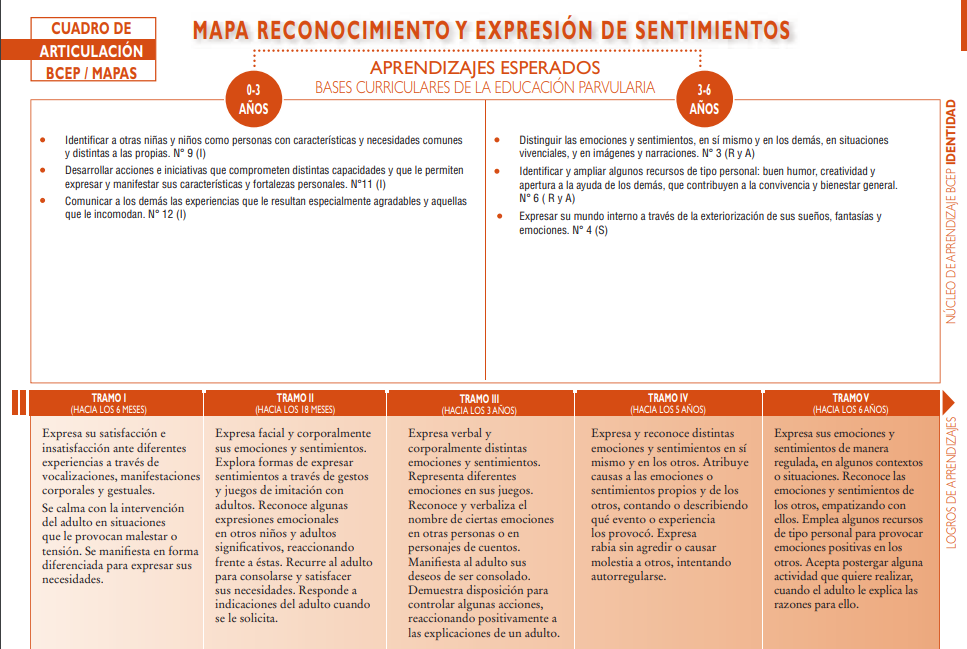 CUADRO DE
ARTICULACIÓN
BCEP / MAPAS
MAPA RECONOCIMIENTO Y EXPRESIÓN DE SENTIMIENTOS
APRENDIZAJES ESPERADOS
BASES CURRICULARES DE LA EDUCACIÓN PARVULARIA
0-3
AÑOS
3-6
AÑOS
• Identificar a otras niñas y niños como personas con características y necesidades comunes
y distintas a las propias. N° 9 (I)
• Desarrollar acciones e iniciativas que comprometen distintas capacidades y que le permiten
expresar y manifestar sus características y fortalezas personales. N°11 (I)
• Comunicar a los demás las experiencias que le resultan especialmente agradables y aquellas
que le incomodan. N° 12 (I)
• Distinguir las emociones y sentimientos, en sí mismo y en los demás, en situaciones
vivenciales, y en imágenes y narraciones. N° 3 (R y A)
• Identificar y ampliar algunos recursos de tipo personal: buen humor, creatividad y
apertura a la ayuda de los demás, que contribuyen a la convivencia y bienestar general.
N° 6 ( R y A)
• Expresar su mundo interno a través de la exteriorización de sus sueños, fantasías y
emociones. N° 4 (S)
NÚCLEO DE APRENDIZAJE BCEP IDENTIDAD
TRAMO I
(HACIA LOS 6 MESES)
Expresa su satisfacción e
insatisfacción ante diferentes
experiencias a través de
vocalizaciones, manifestaciones
corporales y gestuales.
Se calma con la intervención
del adulto en situaciones
que le provocan malestar o
tensión. Se manifiesta en forma
diferenciada para expresar sus
necesidades.
TRAMO II
(HACIA LOS 18 MESES)
Expresa facial y corporalmente
sus emociones y sentimientos.
Explora formas de expresar
sentimientos a través de gestos
y juegos de imitación con
adultos. Reconoce algunas
expresiones emocionales
en otros niños y adultos
significativos, reaccionando
frente a éstas. Recurre al adulto
para consolarse y satisfacer
sus necesidades. Responde a
indicaciones del adulto cuando
se le solicita.
TRAMO III
(HACIA LOS 3 AÑOS)
Expresa verbal y
corporalmente distintas
emociones y sentimientos.
Representa diferentes
emociones en sus juegos.
Reconoce y verbaliza el
nombre de ciertas emociones
en otras personas o en
personajes de cuentos.
Manifiesta al adulto sus
deseos de ser consolado.
Demuestra disposición para
controlar algunas acciones,
reaccionando positivamente a
las explicaciones de un adulto.
TRAMO IV
(HACIA LOS 5 AÑOS)
Expresa y reconoce distintas
emociones y sentimientos en sí
mismo y en los otros. Atribuye
causas a las emociones o
sentimientos propios y de los
otros, contando o describiendo
qué evento o experiencia
los provocó. Expresa
rabia sin agredir o causar
molestia a otros, intentando
autorregularse.
TRAMO V
(HACIA LOS 6 AÑOS)
Expresa sus emociones y
sentimientos de manera
regulada, en algunos contextos
o situaciones. Reconoce las
emociones y sentimientos de
los otros, empatizando con
ellos. Emplea algunos recursos
de tipo personal para provocar
emociones positivas en los
otros. Acepta postergar alguna
actividad que quiere realizar,
cuando el adulto le explica las
razones para ello.
LOGROS DE APRENDIZAJES